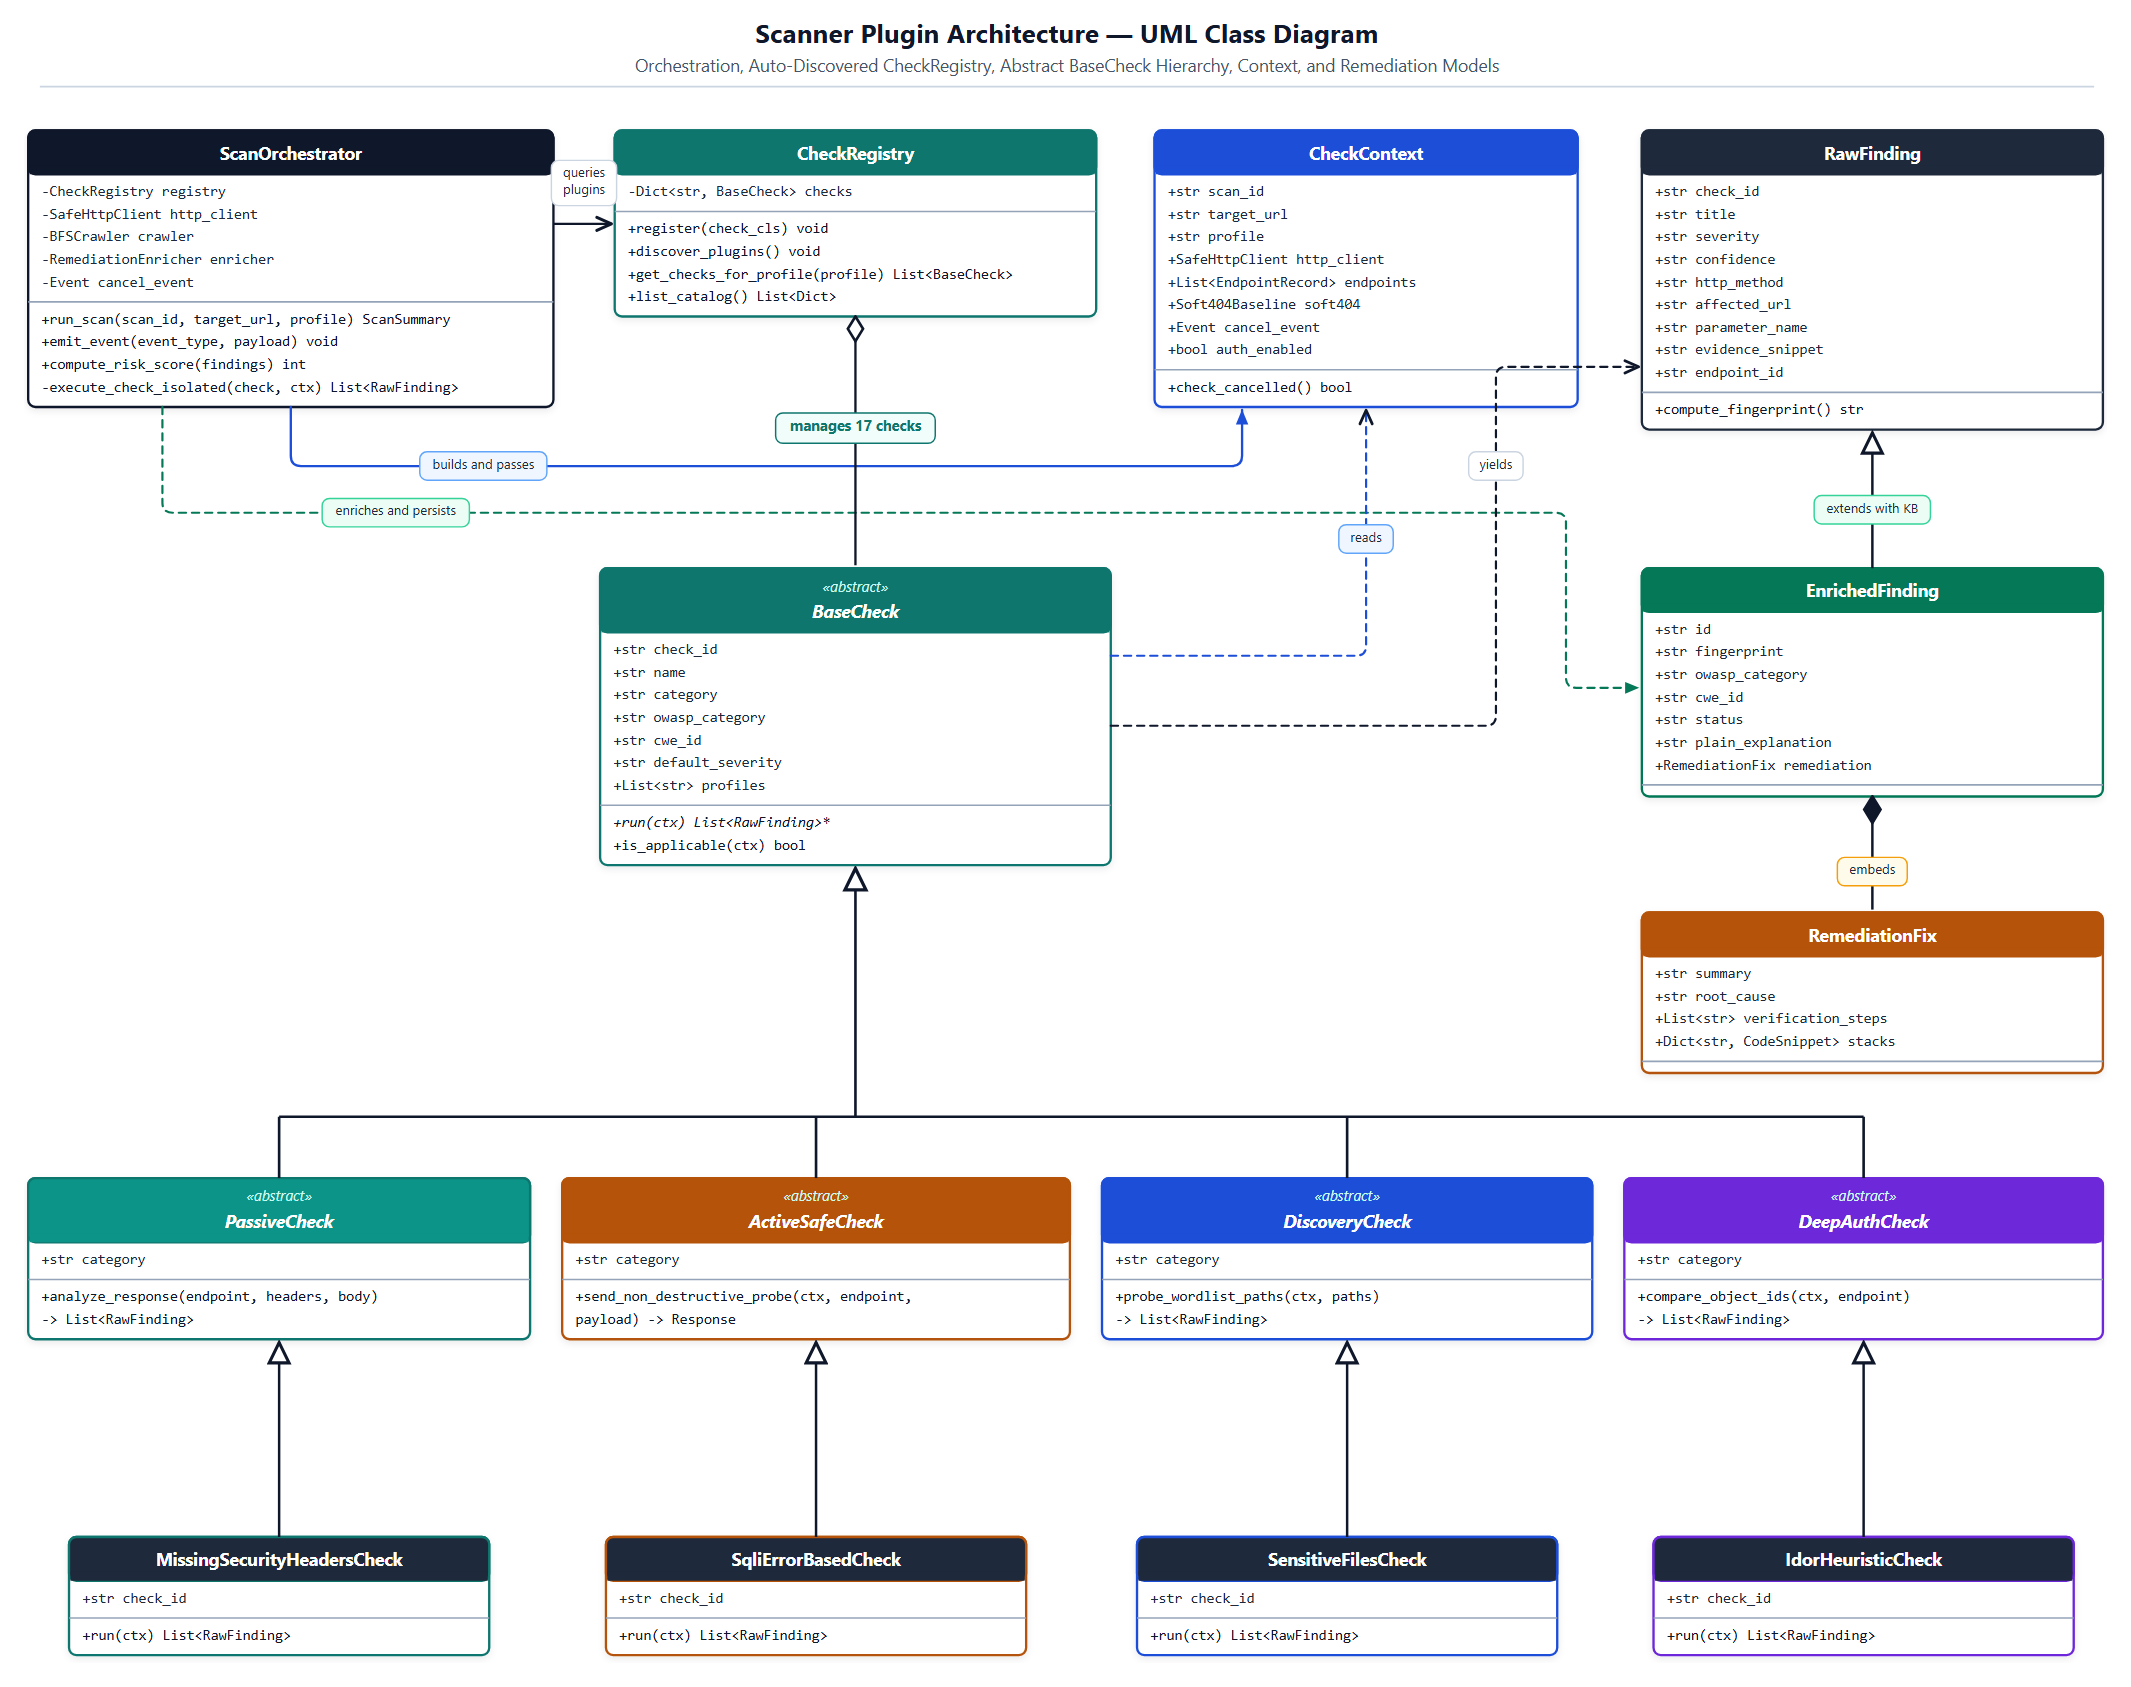 Scanner Plugin Architecture — UML Class Diagram
Orchestration, Auto-Discovered CheckRegistry, Abstract BaseCheck Hierarchy, Context, and Remediation Models
ScanOrchestrator
-CheckRegistry registry
-SafeHttpClient http_client
-BFSCrawler crawler
-RemediationEnricher enricher
-Event cancel_event
+run_scan(scan_id, target_url, profile) ScanSummary
+emit_event(event_type, payload) void
+compute_risk_score(findings) int
-execute_check_isolated(check, ctx) List<RawFinding>
queries
plugins
CheckRegistry
-Dict<str, BaseCheck> checks
+register(check_cls) void
+discover_plugins() void
+get_checks_for_profile(profile) List<BaseCheck>
+list_catalog() List<Dict>
CheckContext
+str scan_id
+str target_url
+str profile
+SafeHttpClient http_client
+List<EndpointRecord> endpoints
+Soft404Baseline soft404
+Event cancel_event
+bool auth_enabled
+check_cancelled() bool
RawFinding
+str check_id
+str title
+str severity
+str confidence
+str http_method
+str affected_url
+str parameter_name
+str evidence_snippet
+str endpoint_id
+compute_fingerprint() str
manages 17 checks
builds and passes
yields
enriches and persists
extends with KB
reads
«abstract»
BaseCheck
+str check_id
+str name
+str category
+str owasp_category
+str cwe_id
+str default_severity
+List<str> profiles
+run(ctx) List<RawFinding>*
+is_applicable(ctx) bool
EnrichedFinding
+str id
+str fingerprint
+str owasp_category
+str cwe_id
+str status
+str plain_explanation
+RemediationFix remediation
embeds
RemediationFix
+str summary
+str root_cause
+List<str> verification_steps
+Dict<str, CodeSnippet> stacks
«abstract»
PassiveCheck
+str category
+analyze_response(endpoint, headers, body)
-> List<RawFinding>
«abstract»
ActiveSafeCheck
+str category
+send_non_destructive_probe(ctx, endpoint,
payload) -> Response
«abstract»
DiscoveryCheck
+str category
+probe_wordlist_paths(ctx, paths)
-> List<RawFinding>
«abstract»
DeepAuthCheck
+str category
+compare_object_ids(ctx, endpoint)
-> List<RawFinding>
MissingSecurityHeadersCheck
+str check_id
+run(ctx) List<RawFinding>
SqliErrorBasedCheck
+str check_id
+run(ctx) List<RawFinding>
SensitiveFilesCheck
+str check_id
+run(ctx) List<RawFinding>
IdorHeuristicCheck
+str check_id
+run(ctx) List<RawFinding>